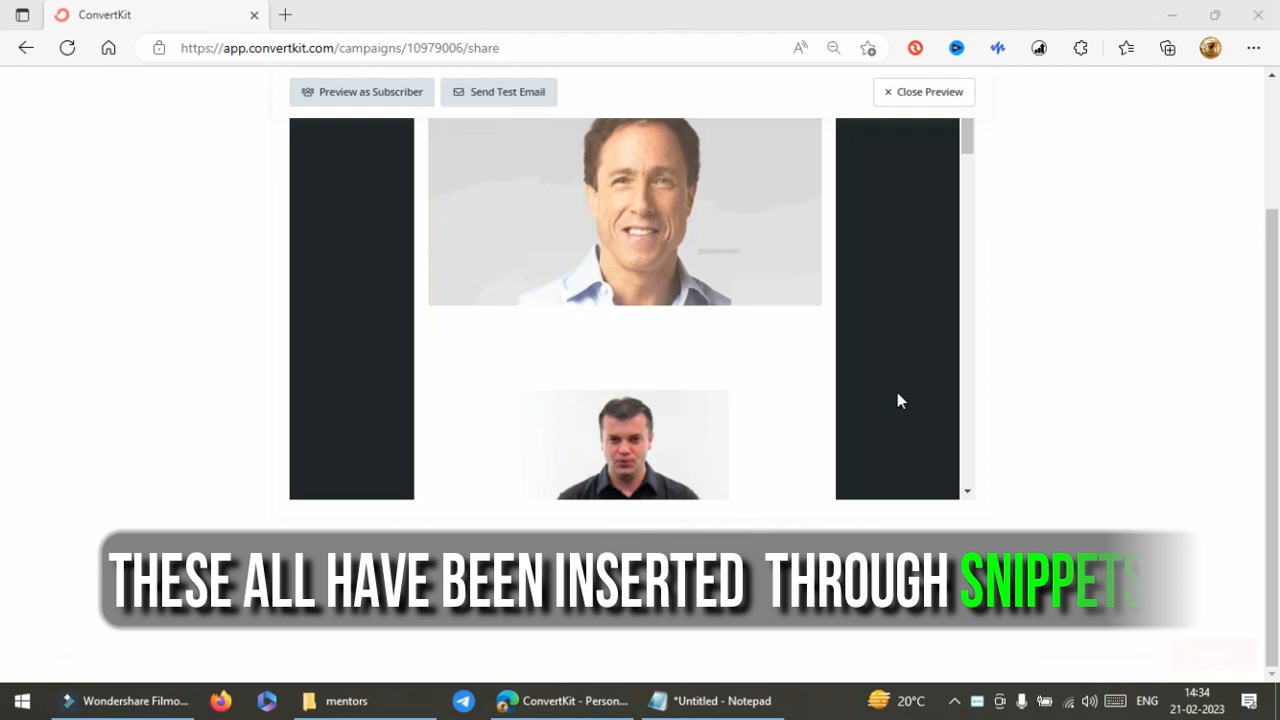 ConvertKit
https://app.convertkit.com/campaigns/10979006/share
Preview as Subscriber
Send Test Email
× Close Preview
THESE ALL HAVE BEEN INSERTED THROUGH SNIPPETS
Wondershare Filmo...
mentors
ConvertKit - Person...
*Untitled - Notepad
20°C
ENG
14:34
21-02-2023